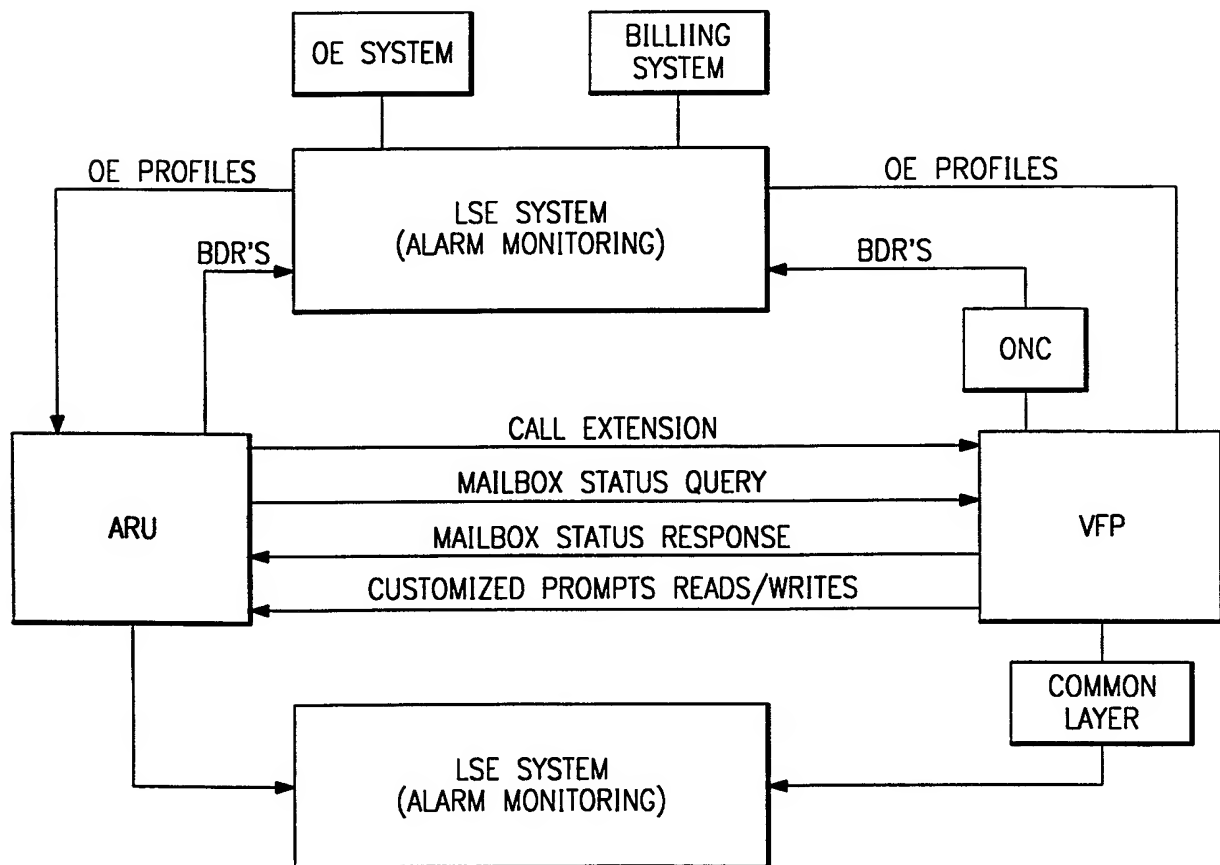 OE SYSTEM
BILLIING
SYSTEM
OE PROFILES
OE PROFILES
LSE SYSTEM
(ALARM MONITORING)
BDR'S
BDR'S
ONC
CALL EXTENSION
MAILBOX STATUS QUERY
ARU
MAILBOX STATUS RESPONSE
VFP
CUSTOMIZED PROMPTS READS/WRITES
COMMON
LAYER
LSE SYSTEM
(ALARM MONITORING)